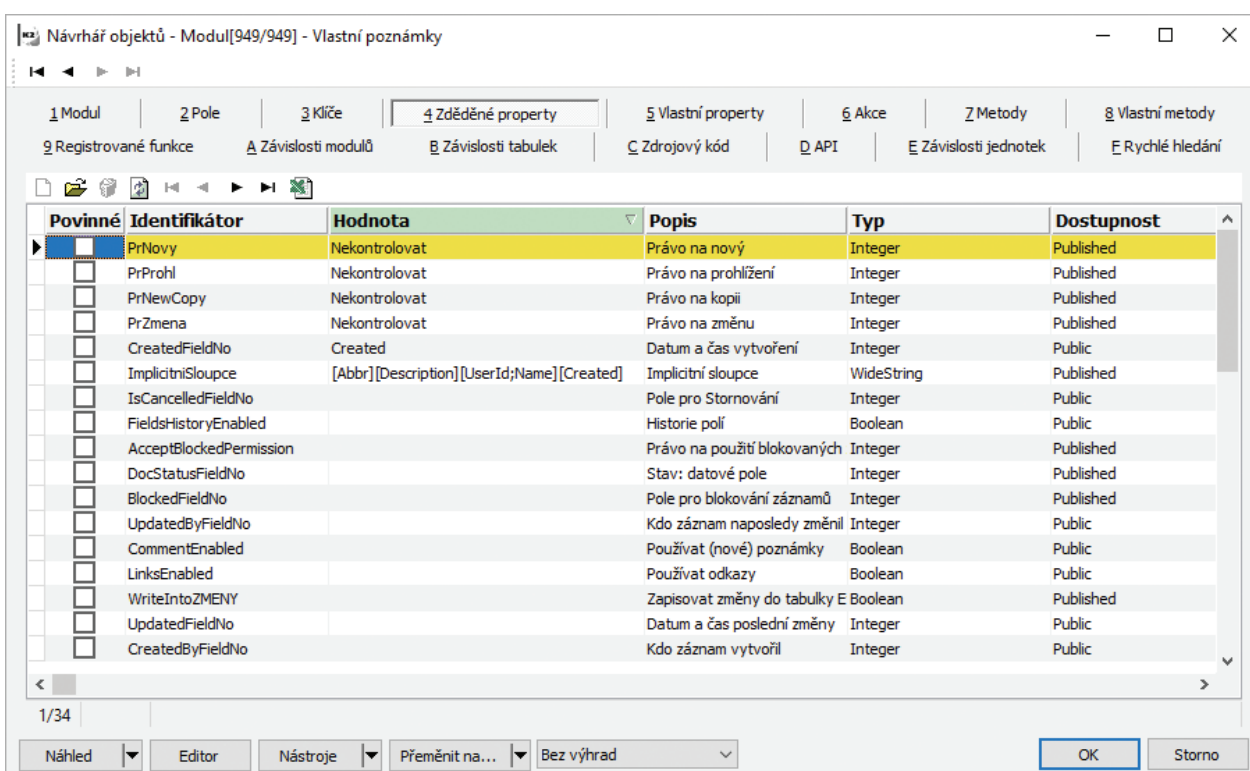 K2 Návrhář objektů - Modul[949/949] - Vlastní poznámky
1 Modul 2 Pole 3 Klíče 4 Zděděné property 5 Vlastní property 6 Akce 7 Metody 8 Vlastní metody
9 Registrované funkce A Závislosti modulů B Závislosti tabulek C Zdrojový kód D API E Závislosti jednotek F Rychlé hledání
Povinné Identifikátor Hodnota Popis Typ Dostupnost
PrNovy Nekontrolovat Právo na nový Integer Published
PrProhl Nekontrolovat Právo na prohlížení Integer Published
PrNewCopy Nekontrolovat Právo na kopii Integer Published
PrZmena Nekontrolovat Právo na změnu Integer Published
CreatedFieldNo Created Datum a čas vytvoření Integer Public
ImplicitniSloupce [Abbr][Description][UserId;Name][Created] Implicitní sloupce WideString Published
IsCancelledFieldNo Pole pro Stornování Integer Public
FieldsHistoryEnabled Historie polí Boolean Public
AcceptBlockedPermission Právo na použití blokovaných Integer Published
DocStatusFieldNo Stav: datové pole Integer Published
BlockedFieldNo Pole pro blokování záznamů Integer Published
UpdatedByFieldNo Kdo záznam naposledy změnil Integer Public
CommentEnabled Používat (nové) poznámky Boolean Public
LinksEnabled Používat odkazy Boolean Public
WriteIntoZMENY Zapisovat změny do tabulky E Boolean Published
UpdatedFieldNo Datum a čas poslední změny Integer Public
CreatedByFieldNo Kdo záznam vytvořil Integer Public
1/34
Náhled Editor Nástroje Přeměnit na... Bez výhrad OK Storno